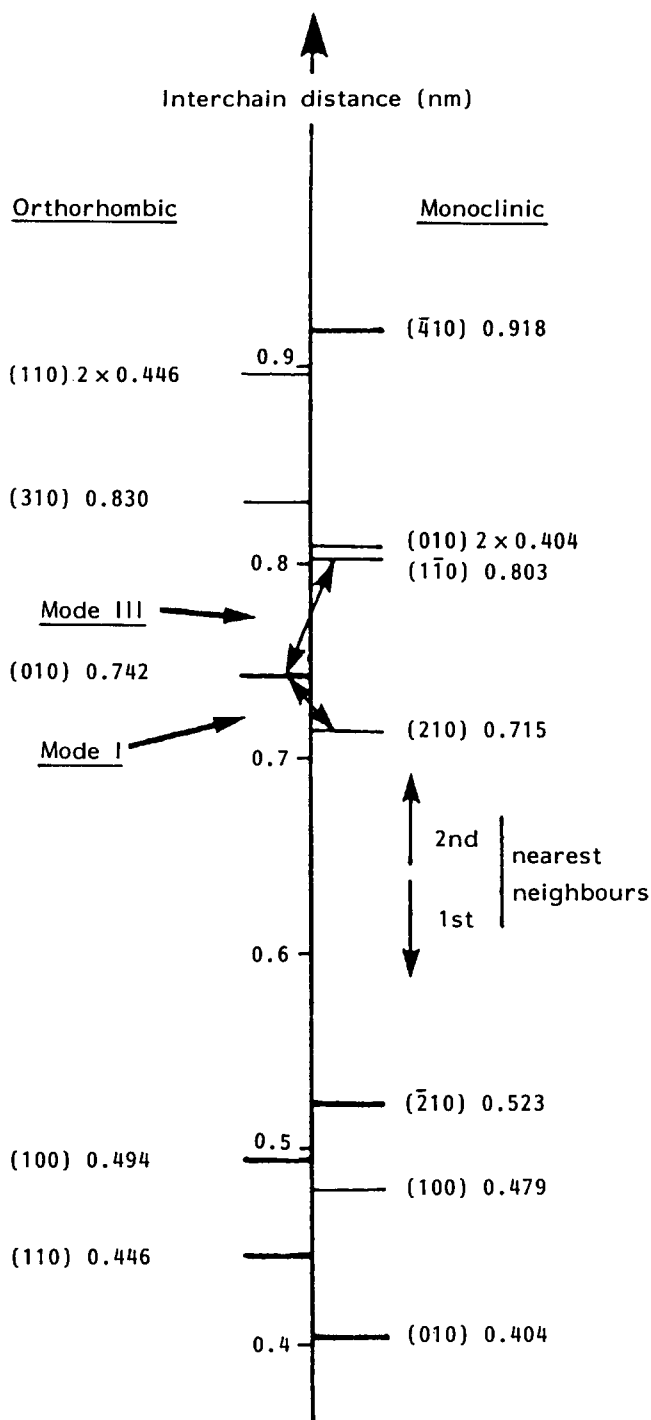 Interchain distance (nm)
Orthorhombic
Monoclinic
(4̄10) 0.918
0.9
(110) 2 × 0.446
(310) 0.830
(010) 2 × 0.404
0.8
(11̄0) 0.803
Mode III
(010) 0.742
(210) 0.715
Mode I
0.7
2nd
nearest
neighbours
1st
0.6
(2̄10) 0.523
0.5
(100) 0.494
(100) 0.479
(110) 0.446
(010) 0.404
0.4